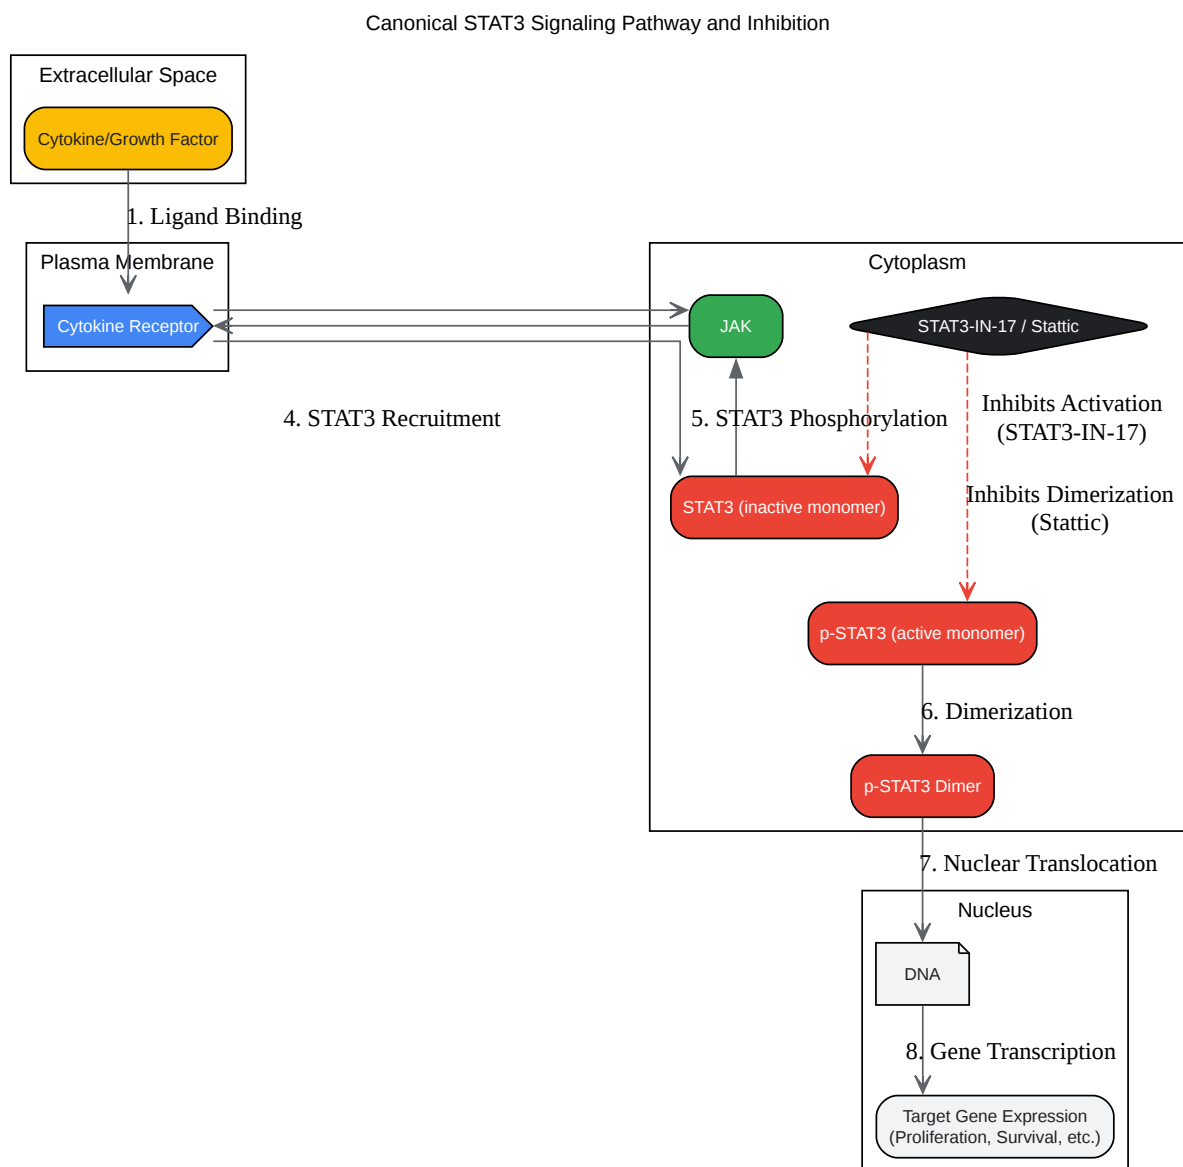 Canonical STAT3 Signaling Pathway and Inhibition
Extracellular Space
Cytokine/Growth Factor
1. Ligand Binding
Plasma Membrane
Cytokine Receptor
Cytoplasm
JAK
STAT3-IN-17 / Stattic
4. STAT3 Recruitment
5. STAT3 Phosphorylation
Inhibits Activation
(STAT3-IN-17)
STAT3 (inactive monomer)
Inhibits Dimerization
(Stattic)
p-STAT3 (active monomer)
6. Dimerization
p-STAT3 Dimer
7. Nuclear Translocation
Nucleus
DNA
8. Gene Transcription
Target Gene Expression
(Proliferation, Survival, etc.)